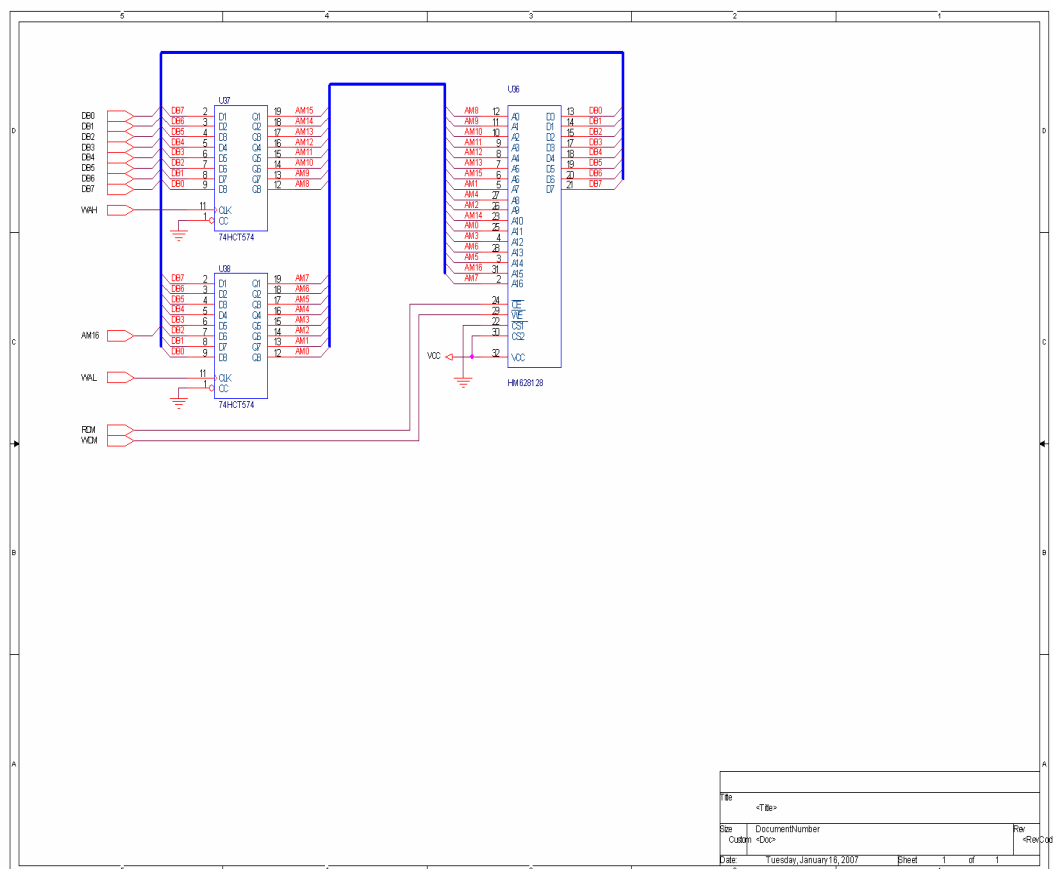 5 4 3 2 1
U37
DB0 DB7 2 D1 Q1 19 AM15
DB1 DB6 3 D2 Q2 18 AM14
DB2 DB5 4 D3 Q3 17 AM13
DB3 DB4 5 D4 Q4 16 AM12
DB4 DB3 6 D5 Q5 15 AM11
DB5 DB2 7 D6 Q6 14 AM10
DB6 DB1 8 D7 Q7 13 AM9
DB7 DB0 9 D8 Q8 12 AM8
WAH 11 CLK
1 OC
74HCT574
U38
DB7 2 D1 Q1 19 AM7
DB6 3 D2 Q2 18 AM6
DB5 4 D3 Q3 17 AM5
DB4 5 D4 Q4 16 AM4
DB3 6 D5 Q5 15 AM3
AM16 DB2 7 D6 Q6 14 AM2
DB1 8 D7 Q7 13 AM1
DB0 9 D8 Q8 12 AM0
WAL 11 CLK
1 OC
74HCT574
RDM
WDM
U36
AM8 12 A0 D0 13 DB0
AM9 11 A1 D1 14 DB1
AM10 10 A2 D2 15 DB2
AM11 9 A3 D3 17 DB3
AM12 8 A4 D4 18 DB4
AM13 7 A5 D5 19 DB5
AM15 6 A6 D6 20 DB6
AM1 5 A7 D7 21 DB7
AM4 27 A8
AM2 26 A9
AM14 23 A10
AM0 25 A11
AM3 4 A12
AM6 28 A13
AM5 3 A14
AM16 31 A15
AM7 2 A16
24 OE
29 WE
22 CS1
30 CS2
VCC 32 VCC
HM628128
D D
C C
B B
A A
Title
<Title>
Size Document Number Rev
Custom <Doc> <RevCod
Date: Tuesday, January 16, 2007 Sheet 1 of 1